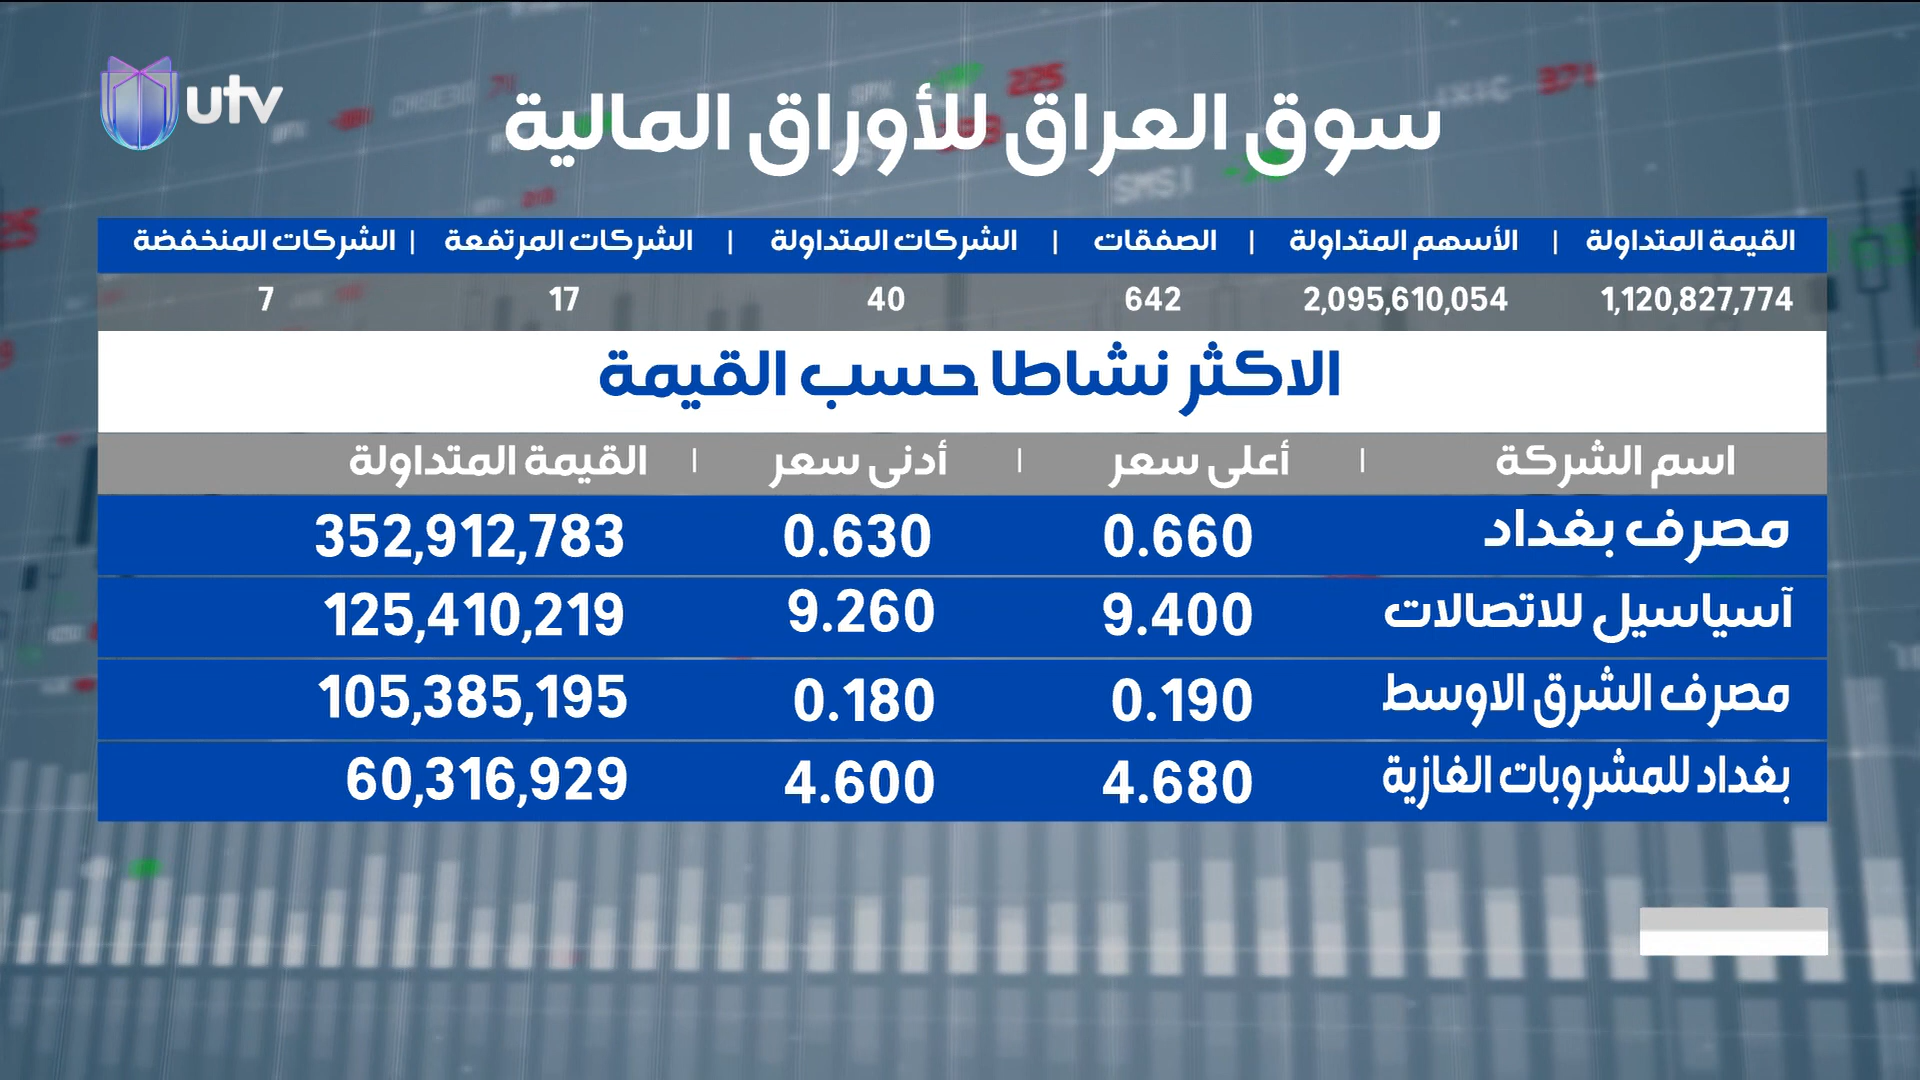 utv
سوق العراق للأوراق المالية
القيمة المتداولة | الأسهم المتداولة | الصفقات | الشركات المتداولة | الشركات المرتفعة | الشركات المنخفضة
1,120,827,774 2,095,610,054 642 40 17 7
الاكثر نشاطا حسب القيمة
اسم الشركة | أعلى سعر | أدنى سعر | القيمة المتداولة
مصرف بغداد 0.660 0.630 352,912,783
آسياسيل للاتصالات 9.400 9.260 125,410,219
مصرف الشرق الاوسط 0.190 0.180 105,385,195
بغداد للمشروبات الغازية 4.680 4.600 60,316,929